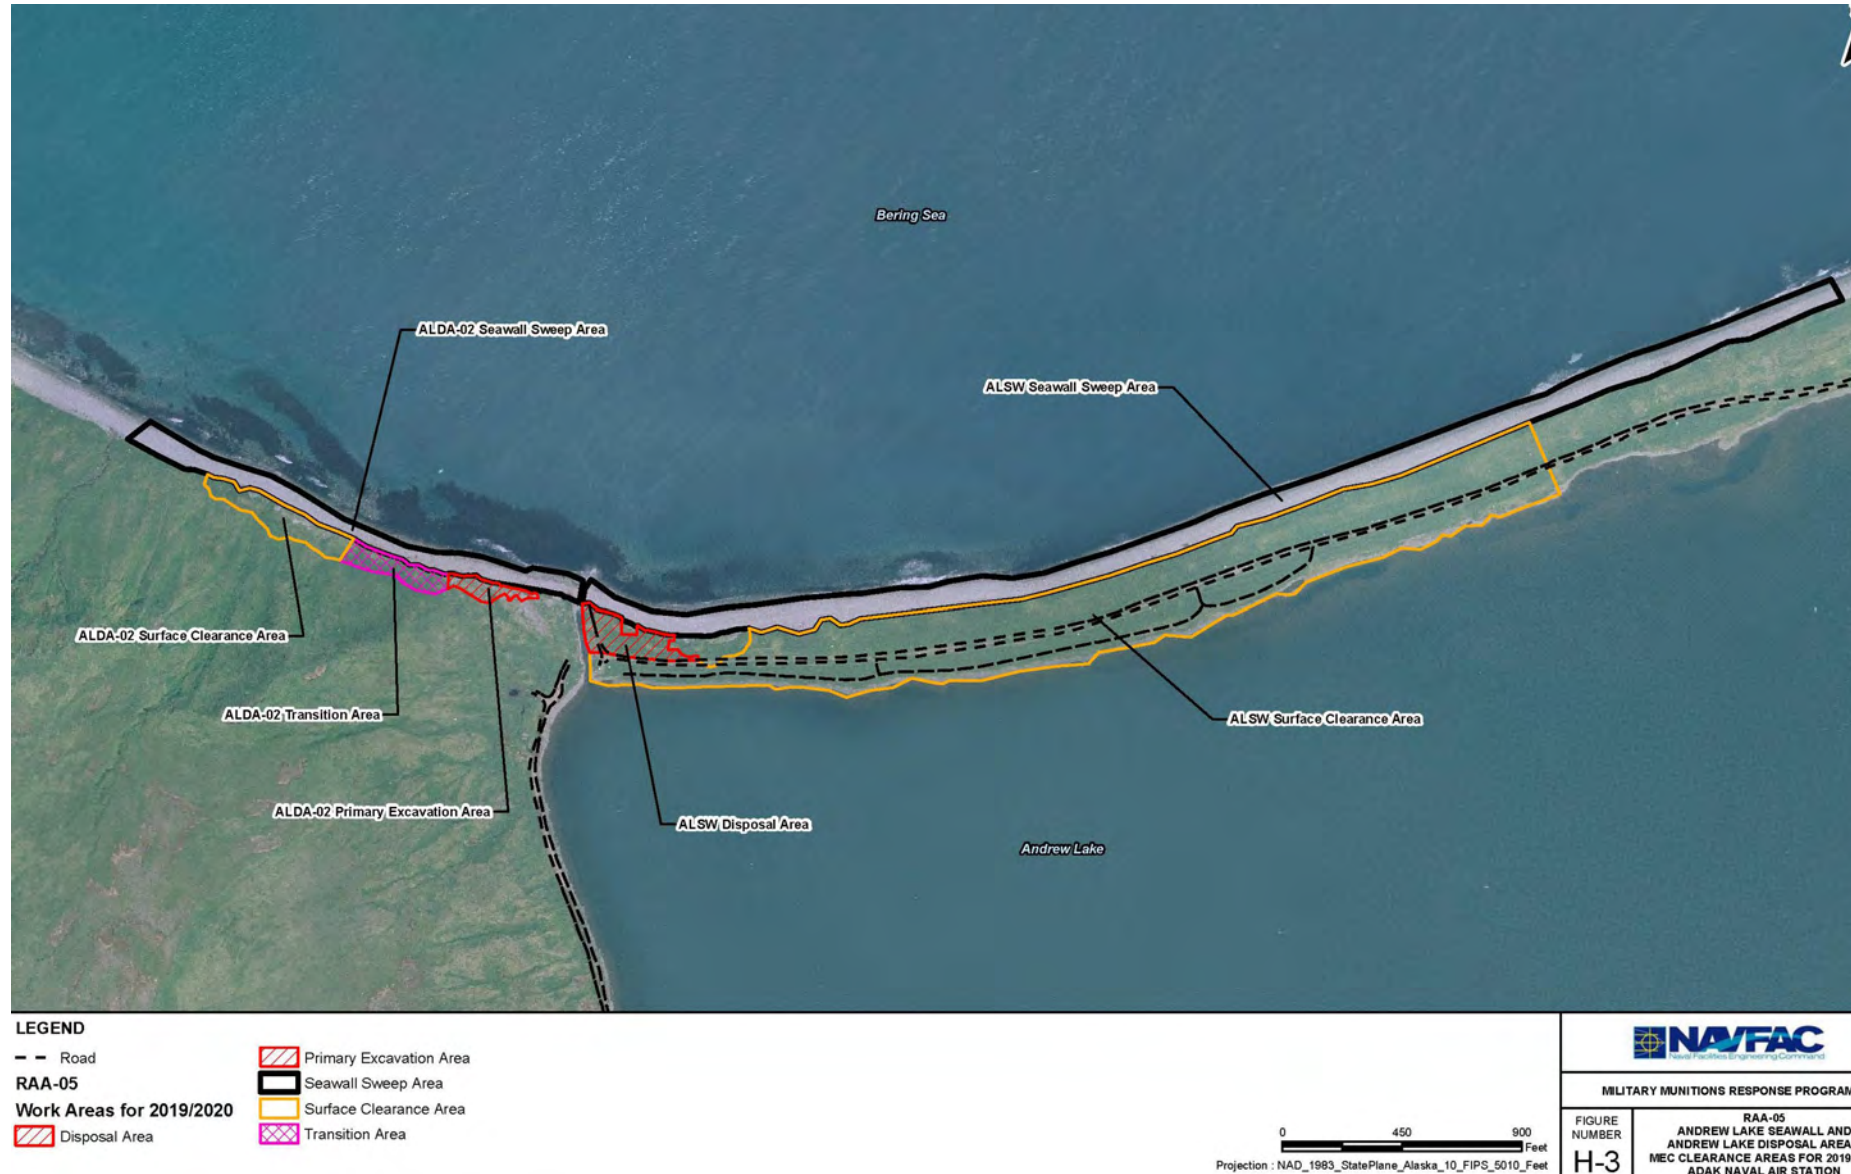 Bering Sea
ALDA-02 Seawall Sweep Area
ALSW Seawall Sweep Area
ALDA-02 Surface Clearance Area
ALDA-02 Transition Area
ALSW Surface Clearance Area
ALDA-02 Primary Excavation Area
ALSW Disposal Area
Andrew Lake
LEGEND
Road
RAA-05
Work Areas for 2019/2020
Disposal Area
Primary Excavation Area
Seawall Sweep Area
Surface Clearance Area
Transition Area
0 450 900
Feet
Projection : NAD_1983_StatePlane_Alaska_10_FIPS_5010_Feet
NAVFAC
Naval Facilities Engineering Command
MILITARY MUNITIONS RESPONSE PROGRAM
FIGURE
NUMBER
H-3
RAA-05
ANDREW LAKE SEAWALL AND
ANDREW LAKE DISPOSAL AREA
MEC CLEARANCE AREAS FOR 2019
ADAK NAVAL AIR STATION